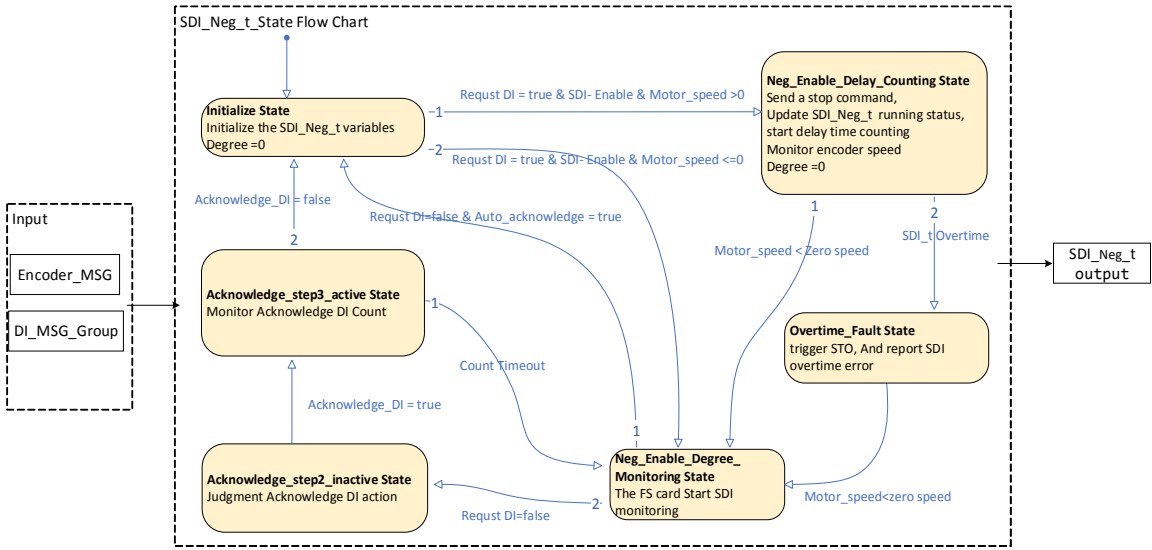 SDI_Neg_t_State Flow Chart
Initialize State
Initialize the SDI_Neg_t variables
Degree =0
1
Requst DI = true & SDI- Enable & Motor_speed >0
2
Requst DI = true & SDI-Enable & Motor_speed <=0
Neg_Enable_Delay_Counting State
Send a stop command,
Update SDI_Neg_t running status,
start delay time counting
Monitor encoder speed
Degree =0
Acknowledge_DI = false
Requst DI=false & Auto_acknowledge = true
1
2
2
Motor_speed < Zero speed
SDI_t Overtime
Input
Encoder_MSG
DI_MSG_Group
SDI_Neg_t
output
Acknowledge_step3_active State
Monitor Acknowledge DI Count
1
Count Timeout
Overtime_Fault State
trigger STO, And report SDI
overtime error
Acknowledge_DI = true
1
Acknowledge_step2_inactive State
Judgment Acknowledge DI action
Neg_Enable_Degree_
Monitoring State
The FS card Start SDI
monitoring
2
Requst DI=false
Motor_speed<zero speed